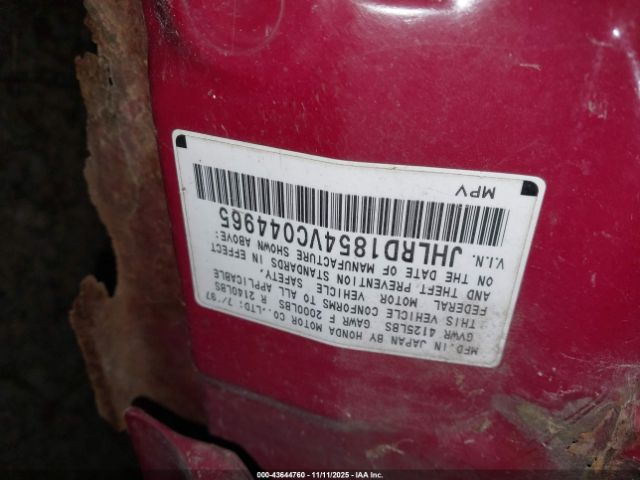 MFD. IN JAPAN BY HONDA MOTOR CO.,LTD: 7/'97
GVWR 4125LBS GAWR F 2000LBS R 2140LBS
THIS VEHICLE CONFORMS TO ALL APPLICABLE
FEDERAL MOTOR VEHICLE SAFETY,
AND THEFT PREVENTION STANDARDS IN EFFECT
ON THE DATE OF MANUFACTURE SHOWN ABOVE:
V.I.N. JHLRD1854VC044965
MPV
000-43644760 - 11/11/2025 - © IAA, Inc.